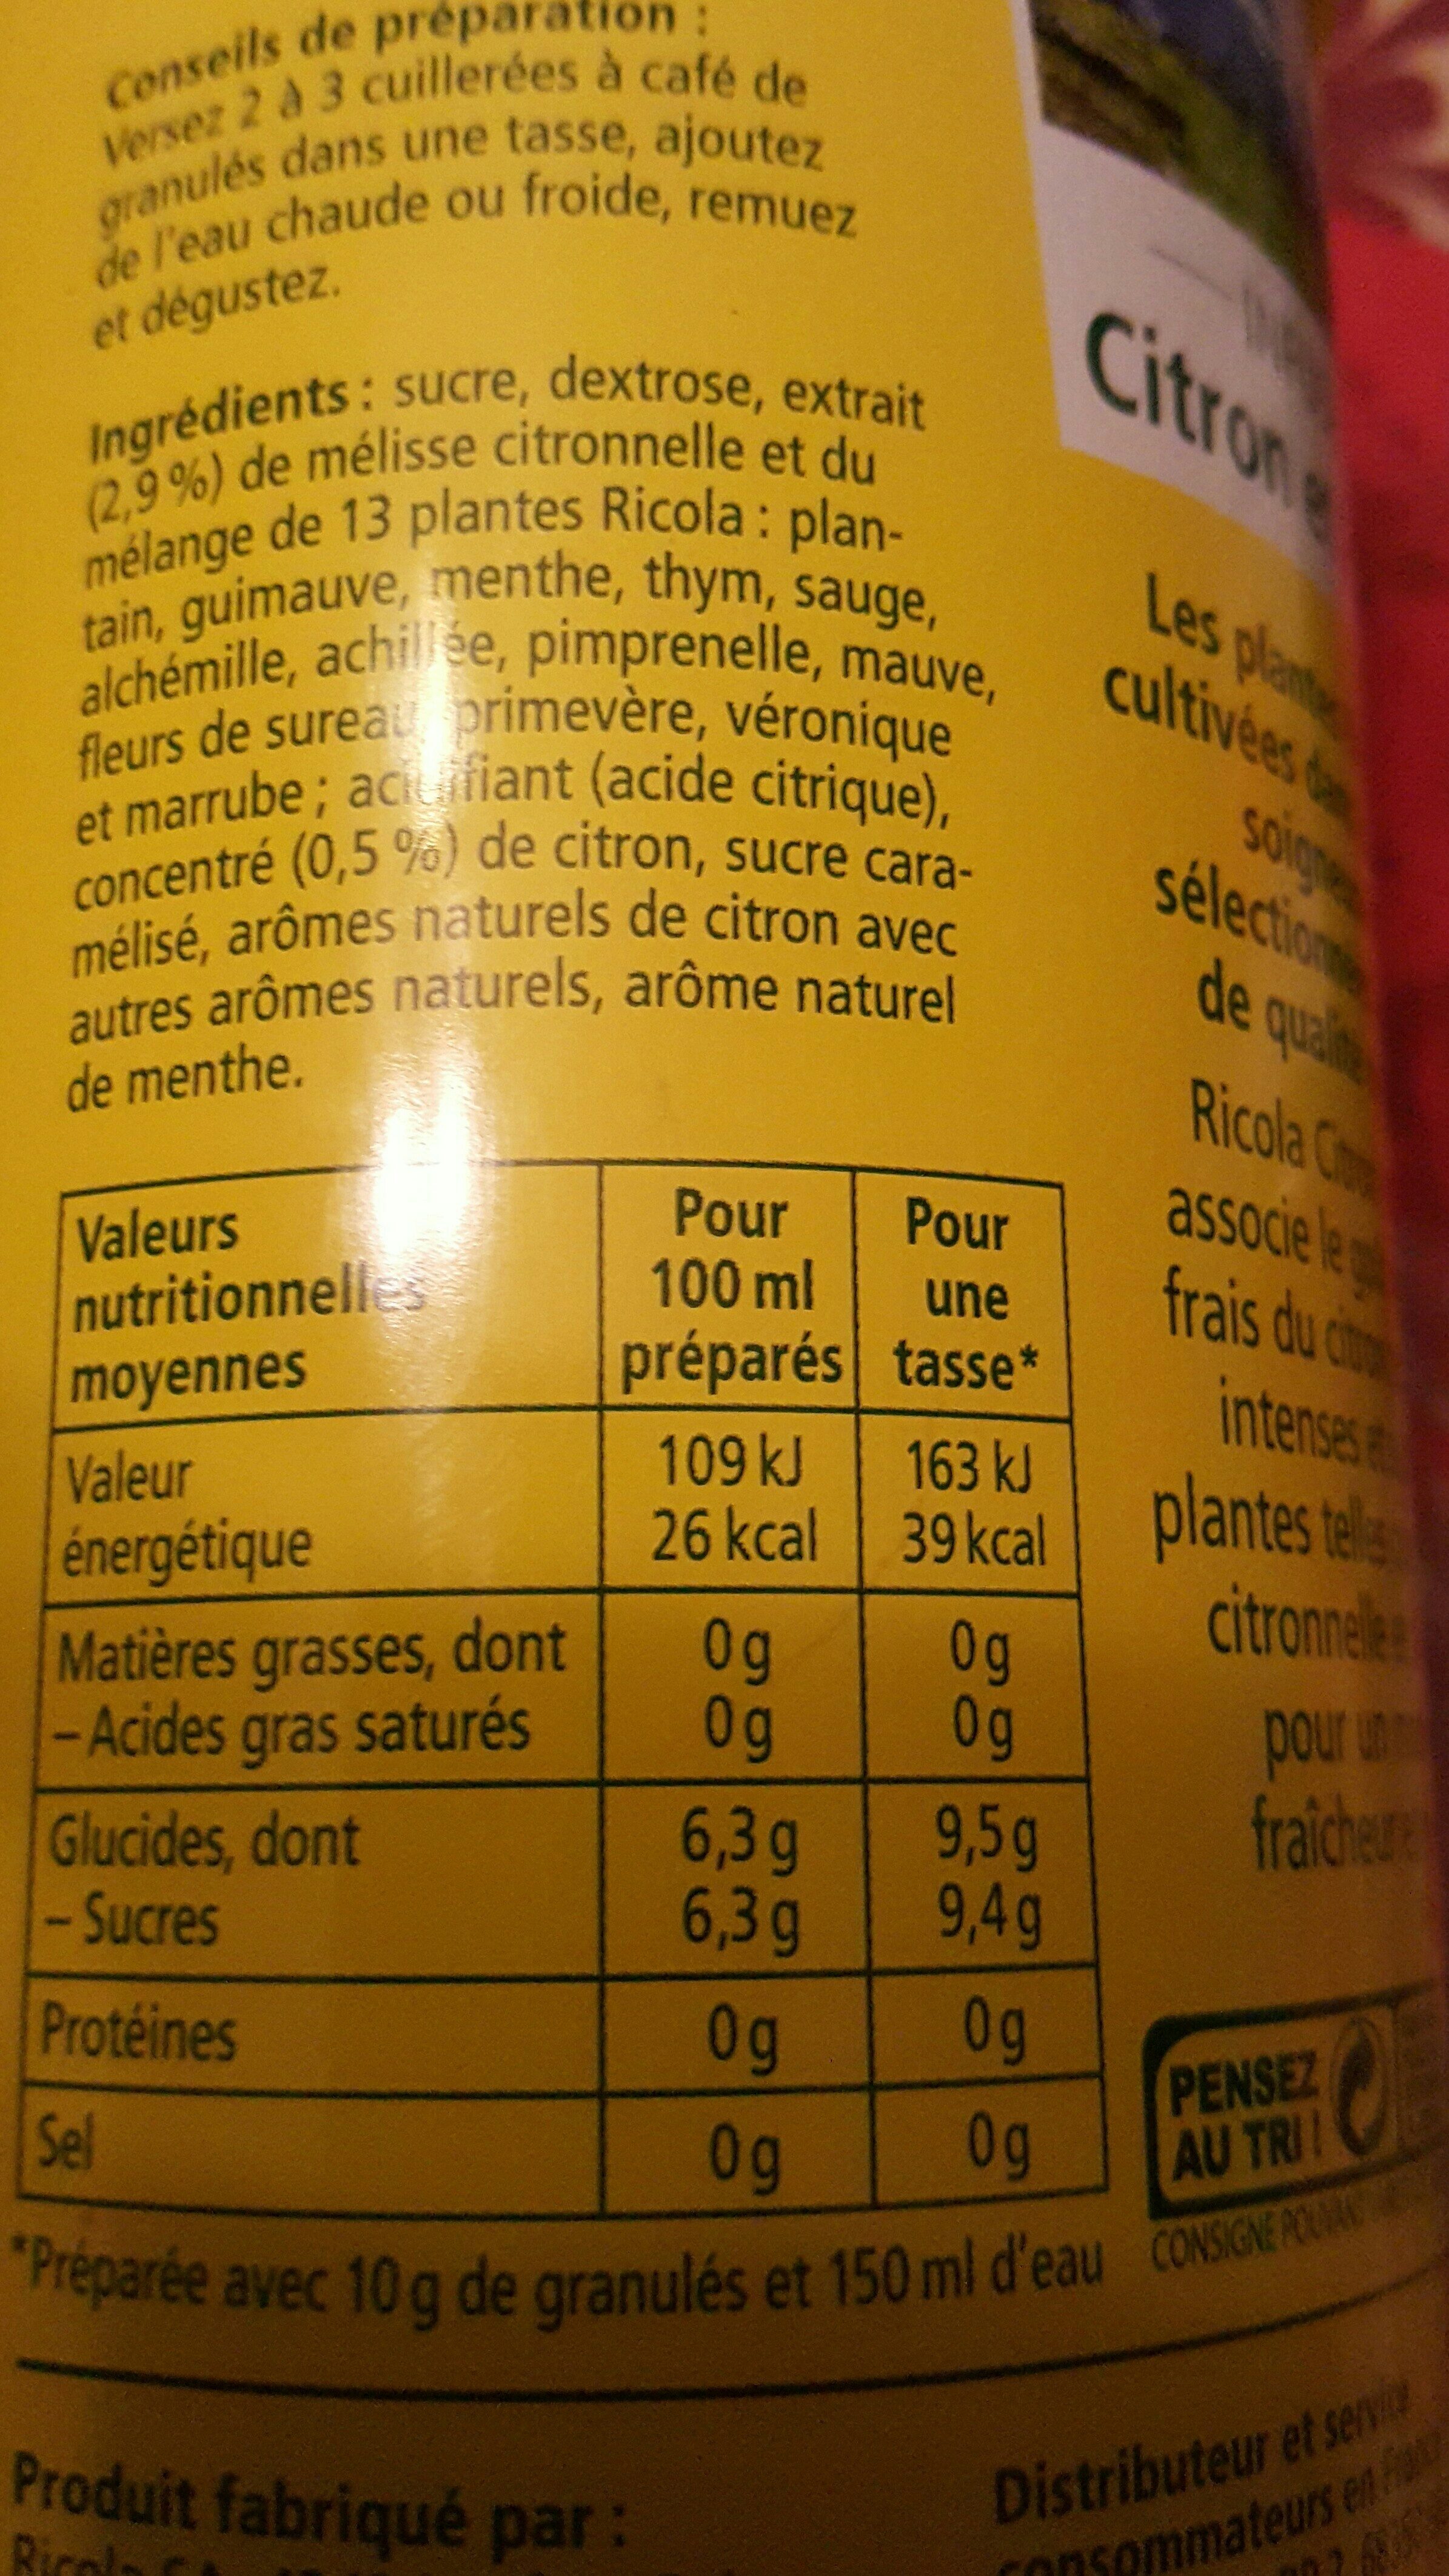 Conseils de préparation :
Versez 2 à 3 cuillerées à café de
granulés dans une tasse, ajoutez
de l'eau chaude ou froide, remuez
et dégustez.
Ingrédients : sucre, dextrose, extrait
(2,9 %) de mélisse citronnelle et du
mélange de 13 plantes Ricola : plan-
tain, guimauve, menthe, thym, sauge,
alchémille, achillée, pimprenelle, mauve,
fleurs de sureau primevère, véronique
et marrube ; acidifiant (acide citrique),
concentré (0,5 %) de citron, sucre cara-
mélisé, arômes naturels de citron avec
autres arômes naturels, arôme naturel
de menthe.
Valeurs nutritionnelles moyennes
Pour 100 ml préparés
Pour une tasse*
Valeur énergétique
109 kJ 163 kJ
26 kcal 39 kcal
Matières grasses, dont 0 g 0 g
– Acides gras saturés 0 g 0 g
Glucides, dont 6,3 g 9,5 g
– Sucres 6,3 g 9,4 g
Protéines 0 g 0 g
Sel 0 g 0 g
*Préparée avec 10 g de granulés et 150 ml d'eau
Produit fabriqué par :
Ricola
Citron
Les
cultivées
de
Ricola
associe le
frais du
intenses
plantes
pour
PENSEZ
AU TRI !
CONSIGNE
Distributeur et service
consommateurs en